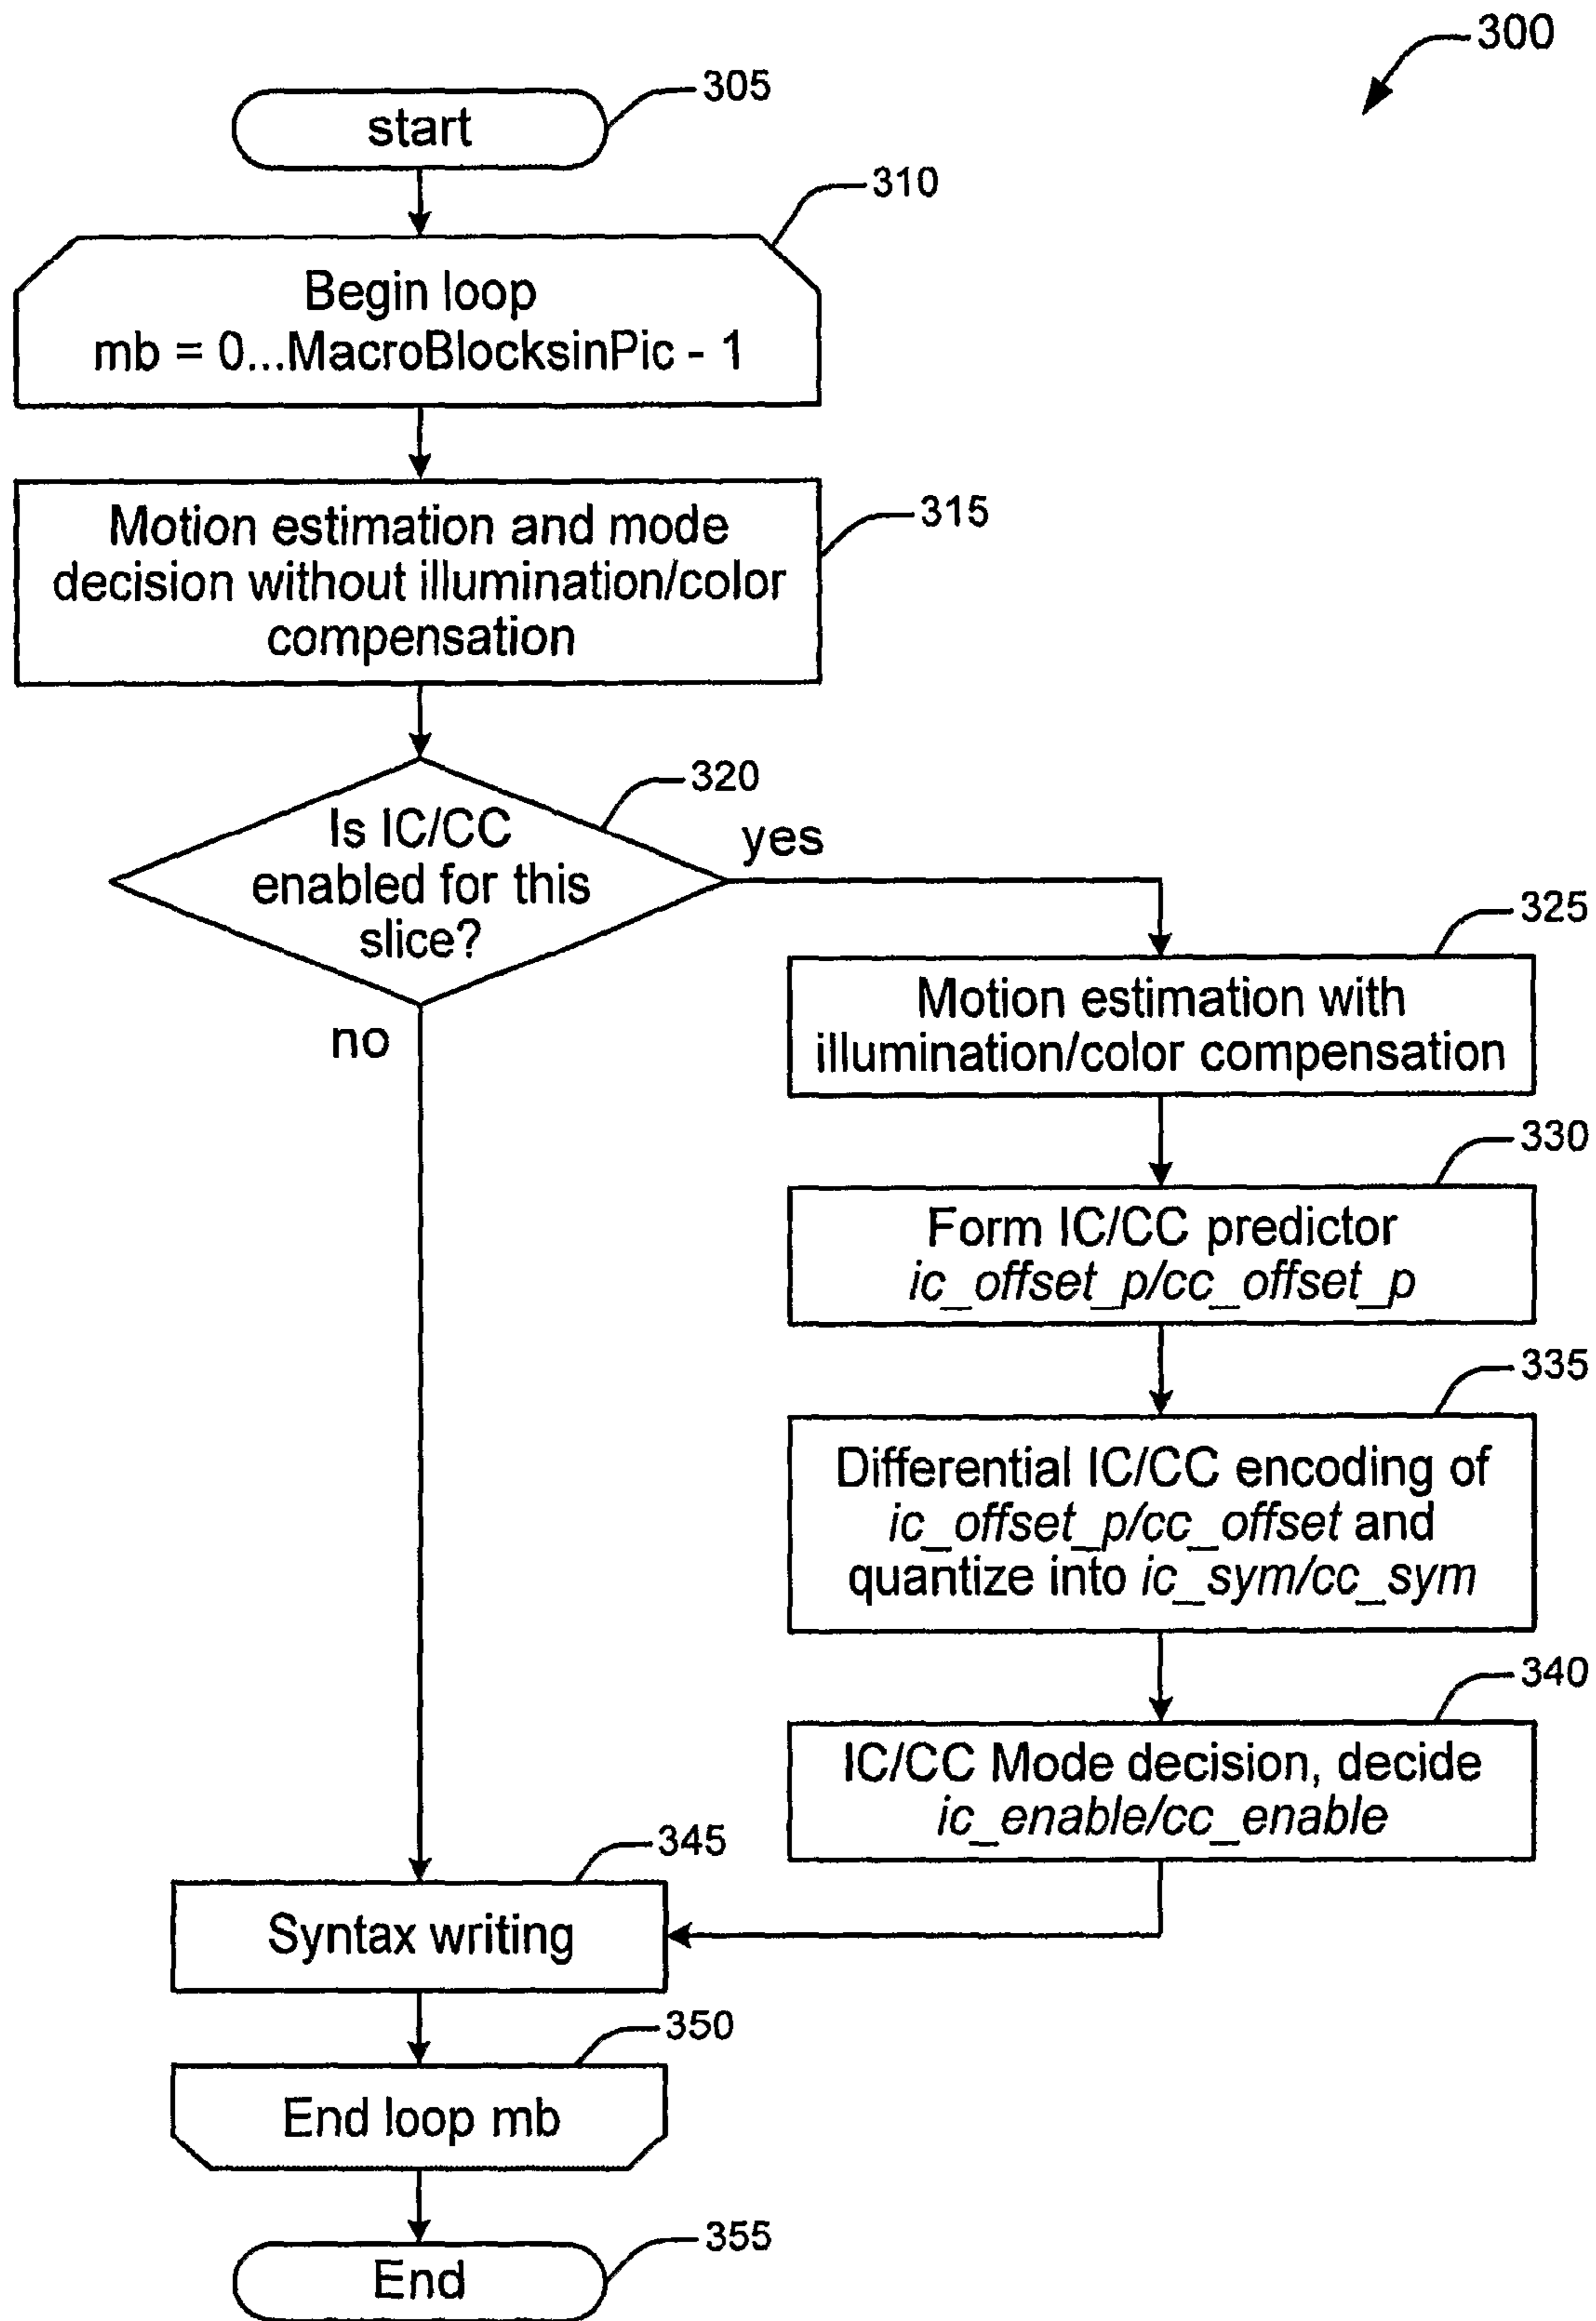 300
305
start
310
Begin loop
mb = 0...MacroBlocksinPic - 1
315
Motion estimation and mode
decision without illumination/color
compensation
320
Is IC/CC
enabled for this
slice?
yes
no
325
Motion estimation with
illumination/color compensation
330
Form IC/CC predictor
ic_offset_p/cc_offset_p
335
Differential IC/CC encoding of
ic_offset_p/cc_offset and
quantize into ic_sym/cc_sym
340
IC/CC Mode decision, decide
ic_enable/cc_enable
345
Syntax writing
350
End loop mb
355
End